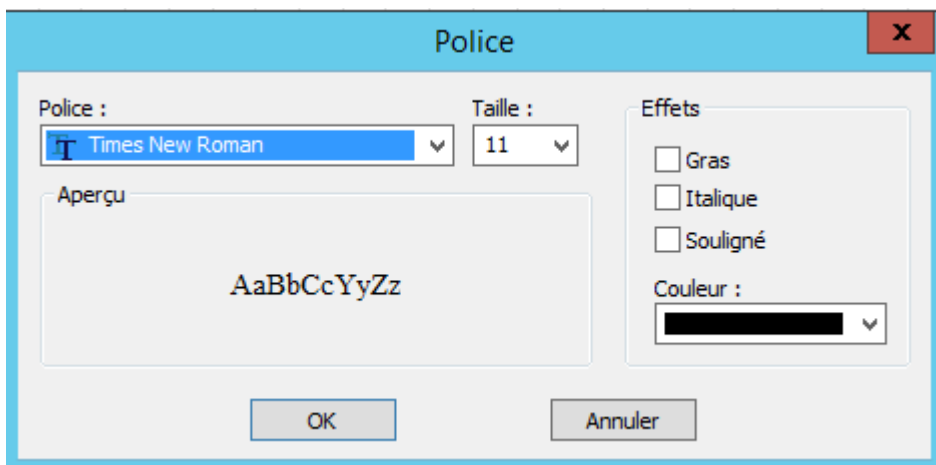 Police
x
Police :
Taille :
Effets
Times New Roman
11
Gras
Aperçu
Italique
Souligné
AaBbCcYyZz
Couleur :
OK
Annuler